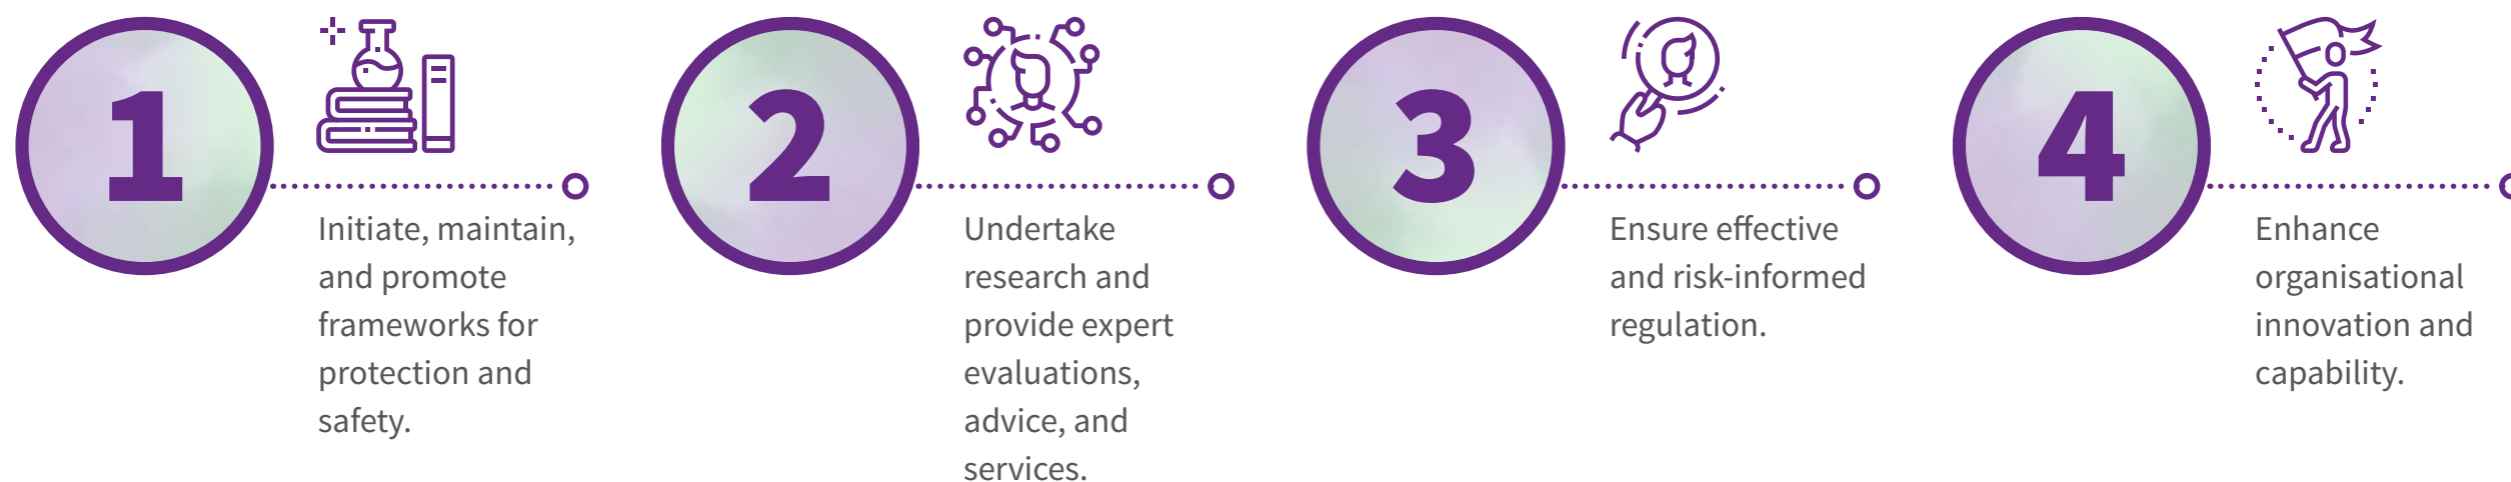 1
Initiate, maintain,
and promote
frameworks for
protection and
safety.
2
Undertake
research and
provide expert
evaluations,
advice, and
services.
3
Ensure effective
and risk-informed
regulation.
4
Enhance
organisational
innovation and
capability.